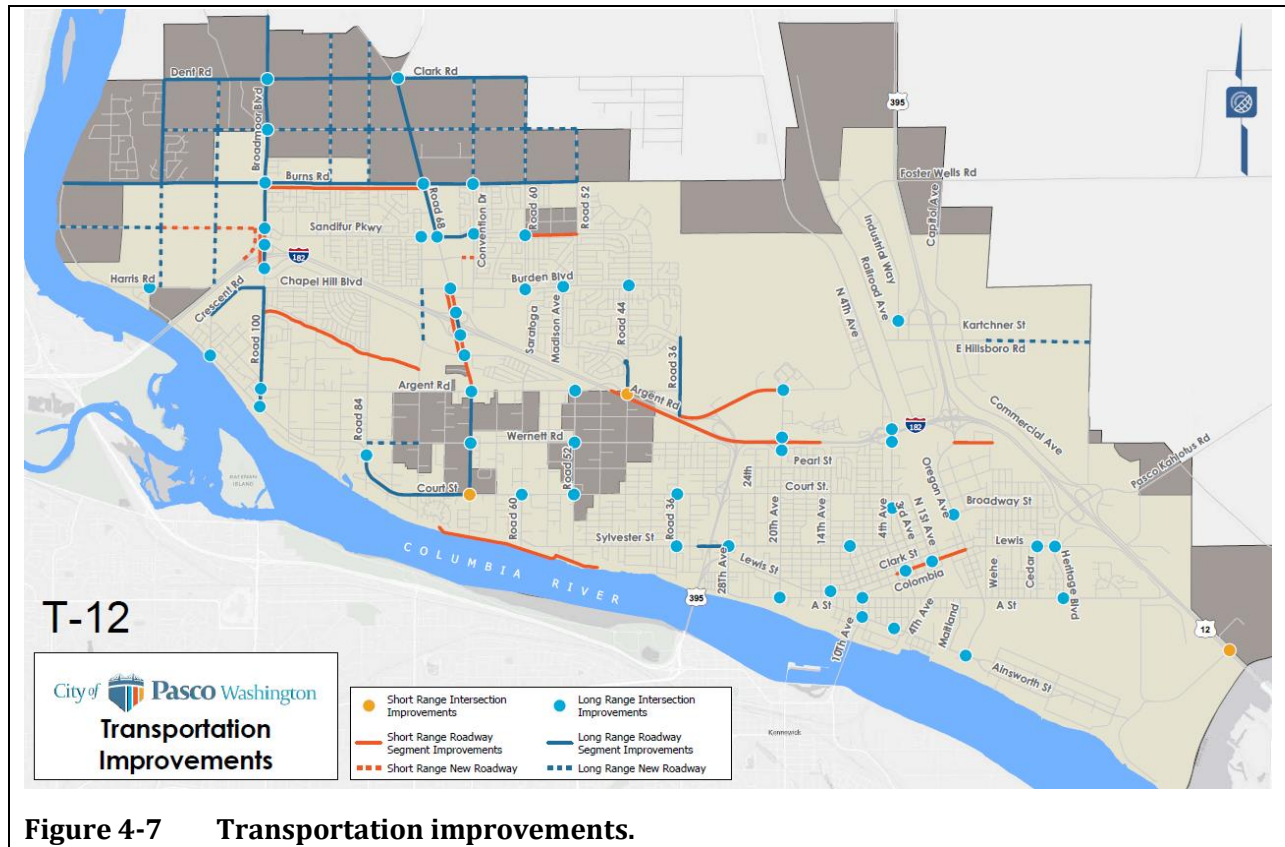 Dent Rd
Clark Rd
Broadmoor Blvd
395
Burns Rd
Foster Wells Rd
Road 68
Convention Dr
Road 60
Road 52
Capitol Ave
Industrial Way
Railroad Ave
Sandifur Pkwy
182
Harris Rd
Crescent Rd
Chapel Hill Blvd
Burden Blvd
N 4Th Ave
Road 100
Saratoga
Madison Ave
Road 44
Road 36
Kartchner St
E Hillsboro Rd
Argent Rd
Argent Rd
Commercial Ave
Road 84
Wernett Rd
182
Pearl St
Pasco Kahlotus Rd
Court St
Road 52
24th
Court St.
Oregon Ave
Broadway St
Road 60
Road 36
20Th Ave
14Th Ave
4Th Ave
3rd Ave
N 1St Ave
Sylvester St
Lewis St
28Th Ave
Clark St
Lewis
Colombia
Wehe
Cedar
Heritage Blvd
COLUMBIA RIVER
395
A St
A St
10Th Ave
4Th Ave
Maitland
Ainsworth St
12
Kennewick
T-12
City of Pasco Washington
Transportation
Improvements
Short Range Intersection
Improvements
Long Range Intersection
Improvements
Short Range Roadway
Segment Improvements
Long Range Roadway
Segment Improvements
Short Range New Roadway
Long Range New Roadway
Figure 4-7 Transportation improvements.